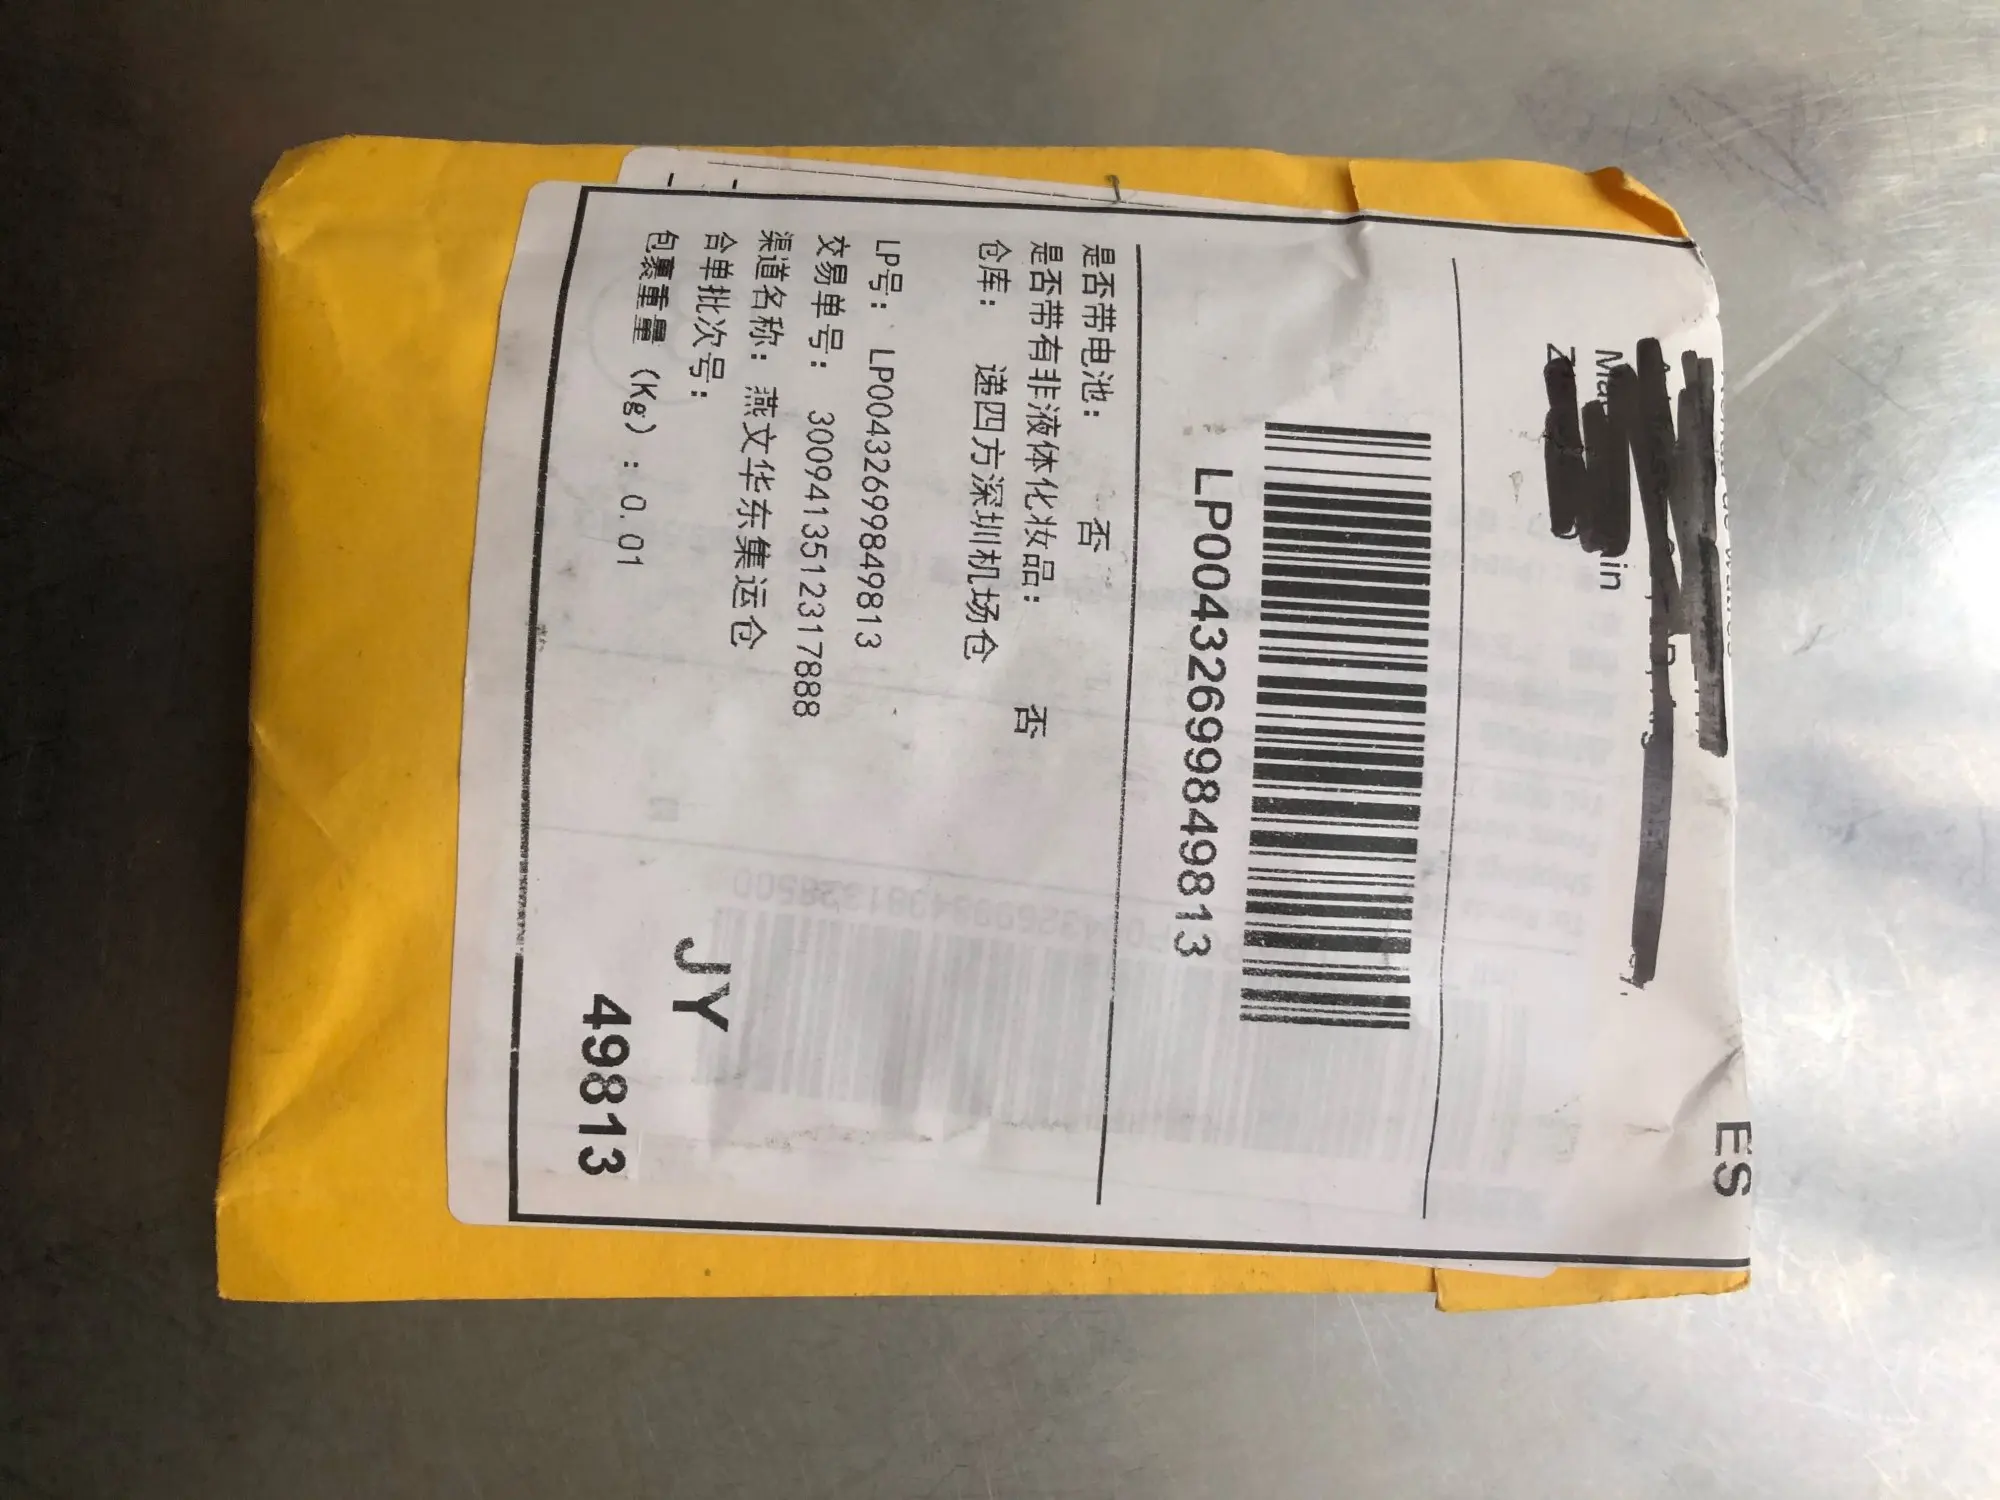 ES
LP00432699849813
是否带电池: 否
是否带有非液体化妆品: 否
仓库: 递四方深圳机场仓
LP号: LP00432699849813
交易单号: 3009413512317888
渠道名称: 燕文华东集运仓
合单批次号:
包裹重量 (Kg) : 0.01
JY
49813